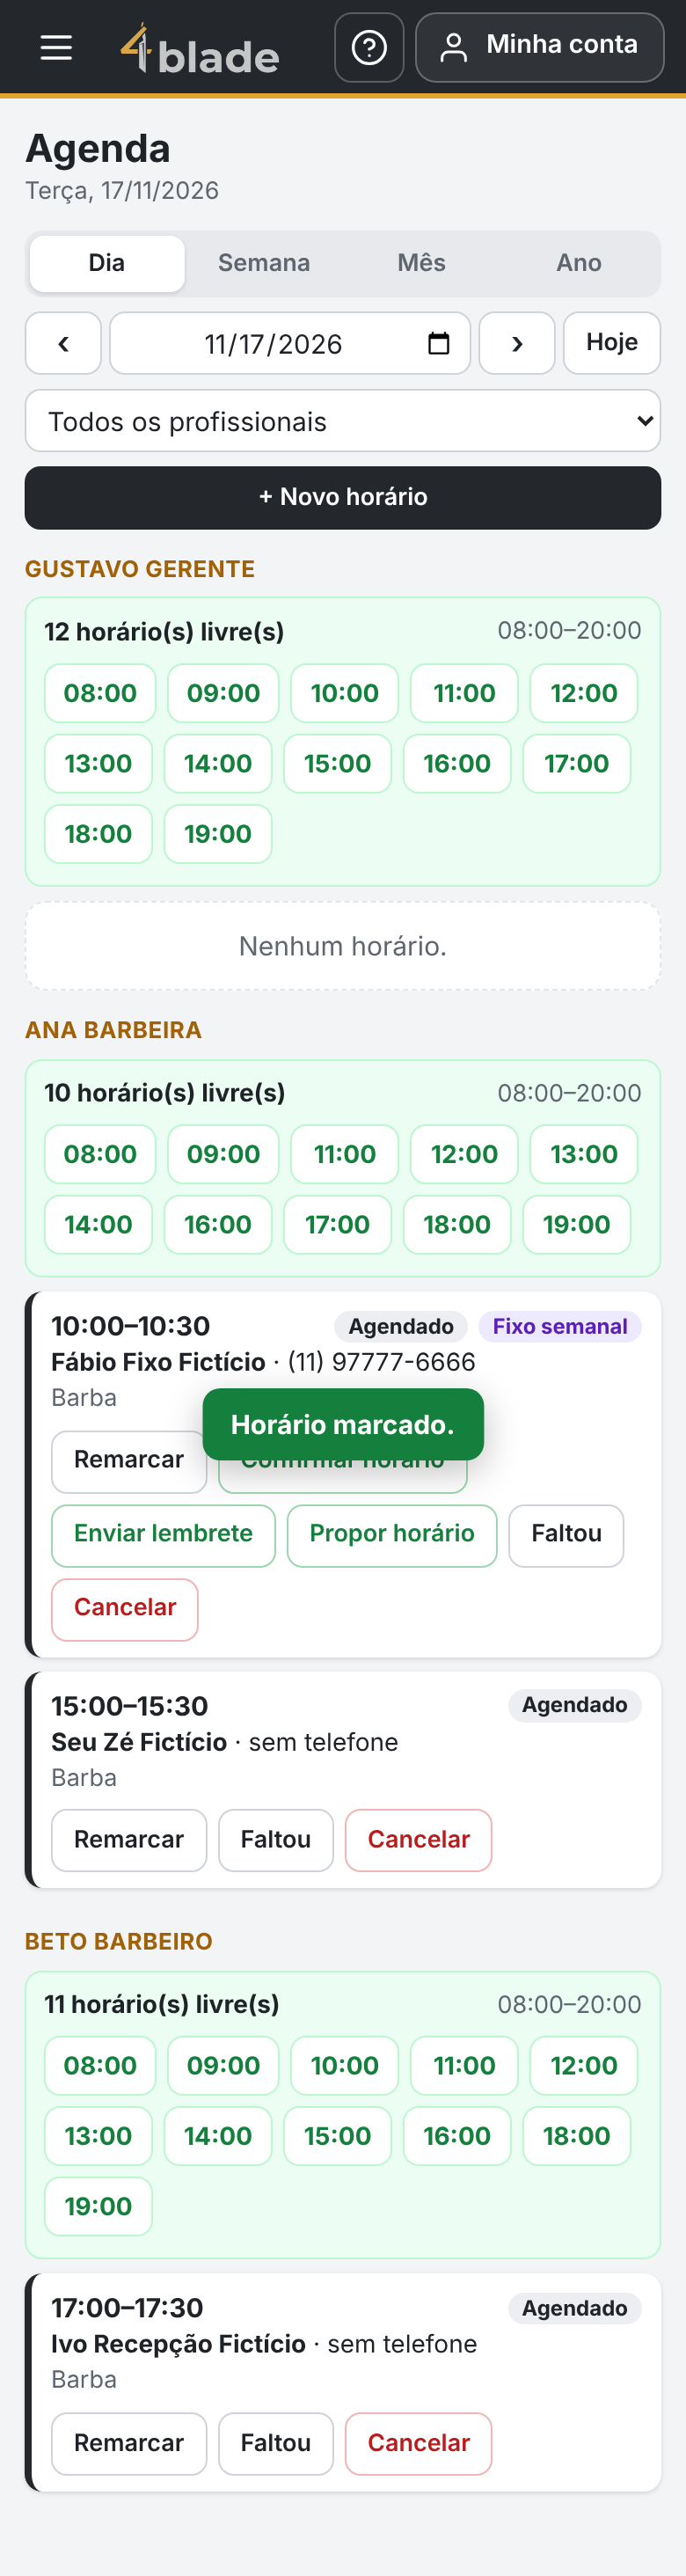 4blade
Minha conta
Agenda
Terça, 17/11/2026
Dia Semana Mês Ano
‹ 11/17/2026 › Hoje
Todos os profissionais
+ Novo horário
GUSTAVO GERENTE
12 horário(s) livre(s) 08:00–20:00
08:00 09:00 10:00 11:00 12:00
13:00 14:00 15:00 16:00 17:00
18:00 19:00
Nenhum horário.
ANA BARBEIRA
10 horário(s) livre(s) 08:00–20:00
08:00 09:00 11:00 12:00 13:00
14:00 16:00 17:00 18:00 19:00
10:00–10:30 Agendado Fixo semanal
Fábio Fixo Fictício · (11) 97777-6666
Barba
Horário marcado.
Remarcar Confirmar horário
Enviar lembrete Propor horário Faltou
Cancelar
15:00–15:30 Agendado
Seu Zé Fictício · sem telefone
Barba
Remarcar Faltou Cancelar
BETO BARBEIRO
11 horário(s) livre(s) 08:00–20:00
08:00 09:00 10:00 11:00 12:00
13:00 14:00 15:00 16:00 18:00
19:00
17:00–17:30 Agendado
Ivo Recepção Fictício · sem telefone
Barba
Remarcar Faltou Cancelar